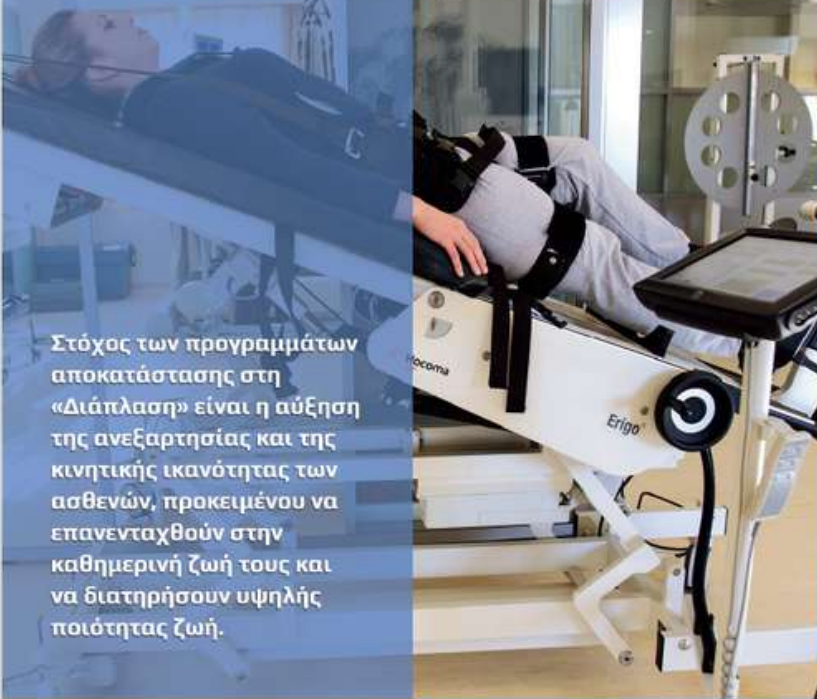 Στόχος των προγραμμάτων
αποκατάστασης στη
«Διάπλαση» είναι η αύξηση
της ανεξαρτησίας και της
κινητικής ικανότητας των
ασθενών, προκειμένου να
επανενταχθούν στην
καθημερινή ζωή τους και
να διατηρήσουν υψηλής
ποιότητας ζωή.
hocoma
Erigo®